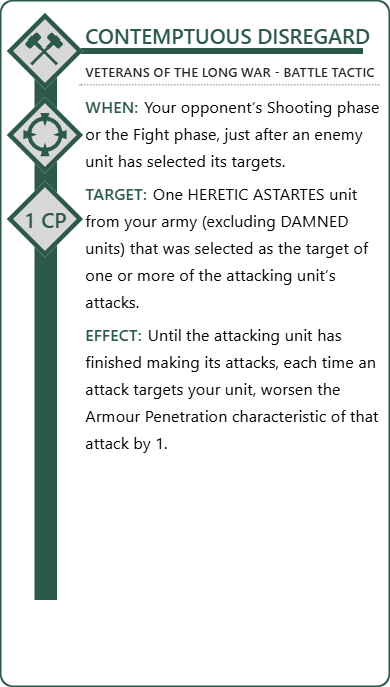 CONTEMPTUOUS DISREGARD
VETERANS OF THE LONG WAR - BATTLE TACTIC
WHEN: Your opponent’s Shooting phase
or the Fight phase, just after an enemy
unit has selected its targets.
TARGET: One HERETIC ASTARTES unit
1 CP
from your army (excluding DAMNED
units) that was selected as the target of
one or more of the attacking unit’s
attacks.
EFFECT: Until the attacking unit has
finished making its attacks, each time an
attack targets your unit, worsen the
Armour Penetration characteristic of that
attack by 1.